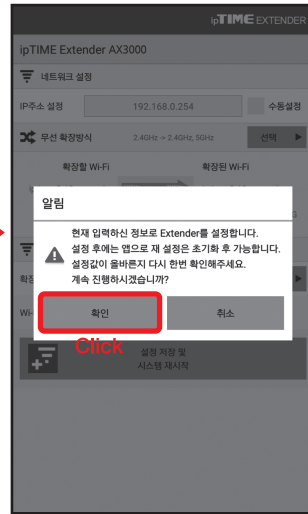 ipTIME EXTENDER
ipTIME Extender AX3000
네트워크 설정
IP주소 설정
192.168.0.254
수동설정
무선 확장방식
2.4GHz -> 2.4GHz, 5GHz
선택
확장할 Wi-Fi
확장된 Wi-Fi
알림
현재 입력하신 정보로 Extender를 설정합니다.
설정 후에는 앱으로 재 설정은 초기화 후 가능합니다.
설정값이 올바른지 다시 한번 확인해주세요.
계속 진행하시겠습니까?
확인
취소
Click
설정 저장 및
시스템 재시작